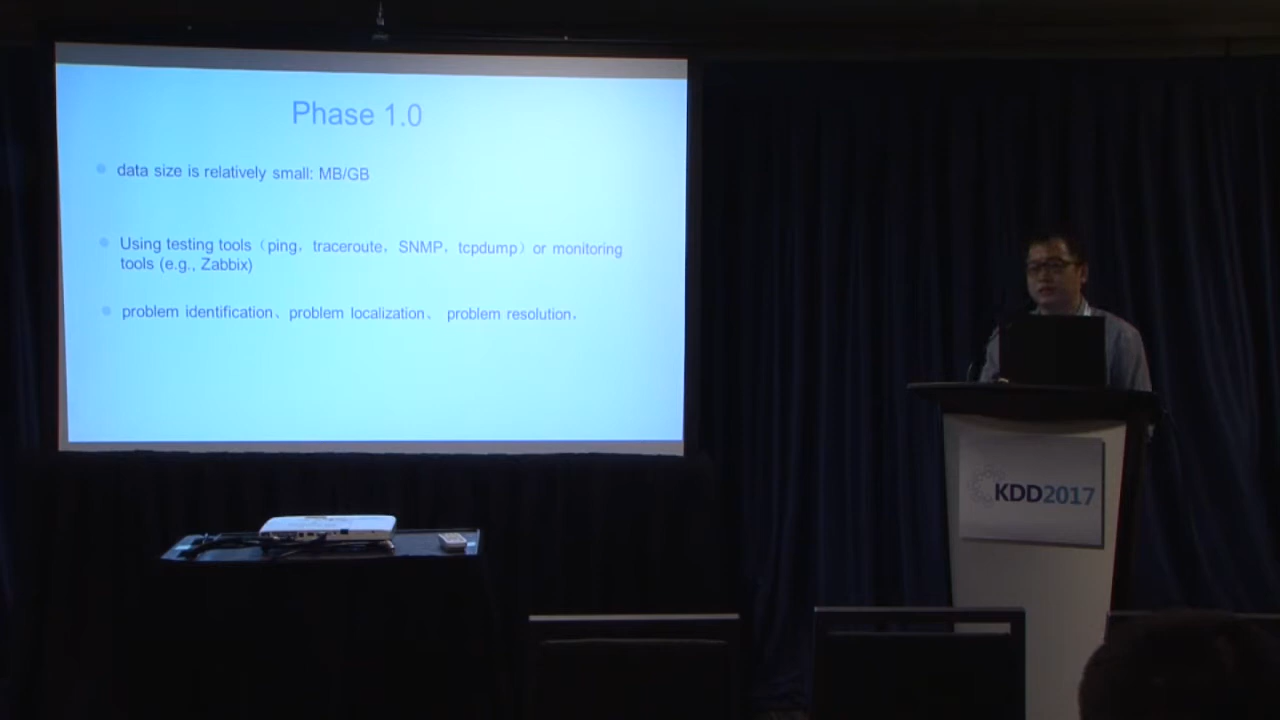 Phase 1.0
data size is relatively small: MB/GB
Using testing tools（ping，traceroute，SNMP，tcpdump）or monitoring
tools (e.g., Zabbix)
problem identification、problem localization、 problem resolution.
KDD2017